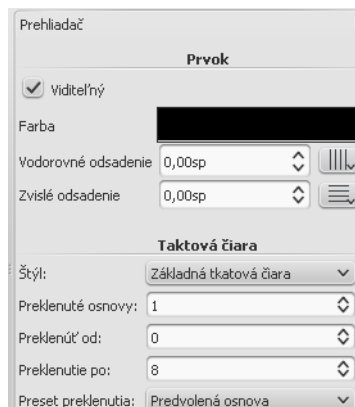 Prehliadač
Prvok
Viditeľný
Farba
Vodorovné odsadenie 0,00sp
Zvislé odsadenie 0,00sp
Taktová čiara
Štýl: Základná tkatová čiara
Preklenuté osnovy: 1
Preklenúť od: 0
Preklenutie po: 8
Preset preklenutia: Predvolená osnova